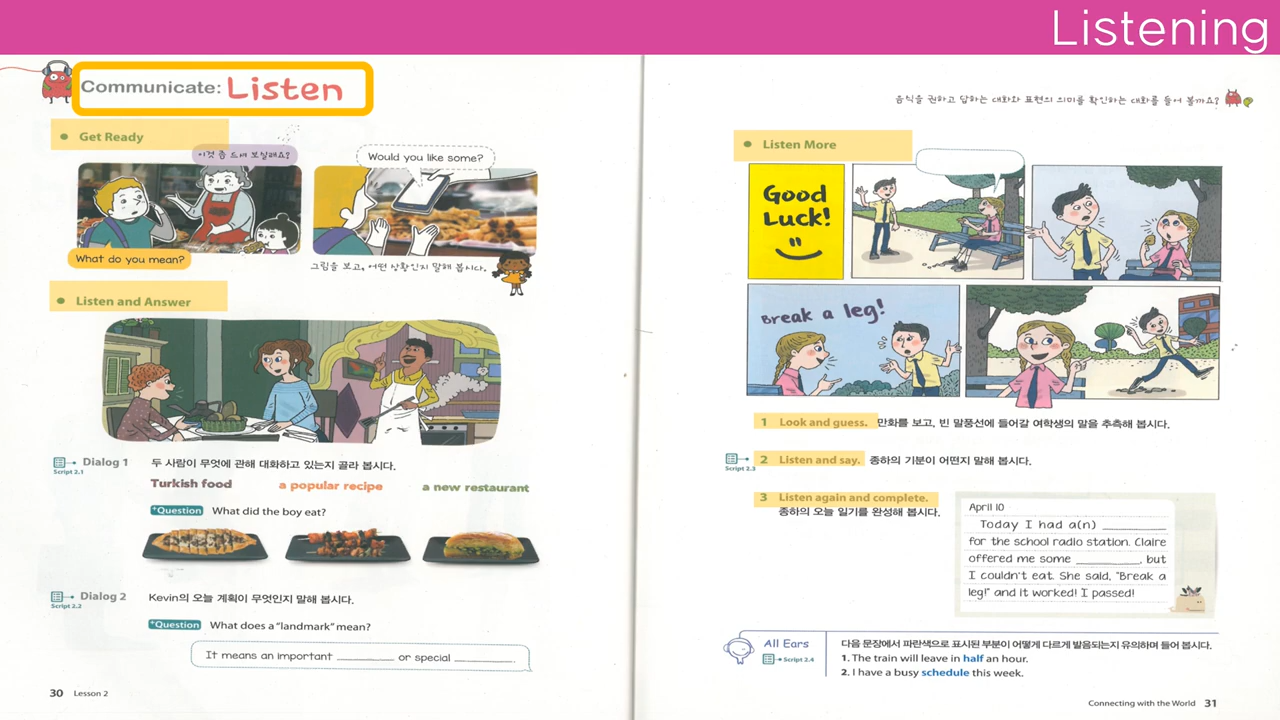 Listening
Communicate: Listen
Get Ready
이것 좀 드셔 보실래요?
What do you mean?
Would you like some?
그림을 보고, 어떤 상황인지 말해 봅시다.
Listen and Answer
Dialog 1 두 사람이 무엇에 관해 대화하고 있는지 골라 봅시다.
Script 2.1
Turkish food a popular recipe a new restaurant
+Question What did the boy eat?
Dialog 2 Kevin의 오늘 계획이 무엇인지 말해 봅시다.
Script 2.2
+Question What does a "landmark" mean?
It means an important ________ or special ________.
30 Lesson 2
음식을 권하고 답하는 대화와 표현의 의미를 확인하는 대화를 들어 볼까요?
Listen More
Good
Luck!
Break a leg!
1 Look and guess. 만화를 보고, 빈 말풍선에 들어갈 여학생의 말을 추측해 봅시다.
2 Listen and say. 종하의 기분이 어떤지 말해 봅시다.
Script 2.3
3 Listen again and complete.
종하의 오늘 일기를 완성해 봅시다.
April 10
Today I had a(n) ________
for the school radio station. Claire
offered me some ________, but
I couldn't eat. She said, "Break a
leg!" and it worked! I passed!
All Ears 다음 문장에서 파란색으로 표시된 부분이 어떻게 다르게 발음되는지 유의하며 들어 봅시다.
Script 2.4
1. The train will leave in half an hour.
2. I have a busy schedule this week.
Connecting with the World 31